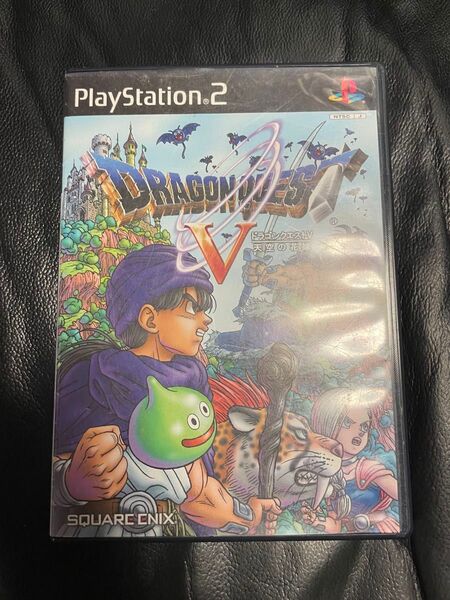 PlayStation®2
NTSC J
DRAGON QUEST
®
V
ドラゴンクエストV
天空の花嫁
SQUARE ENIX